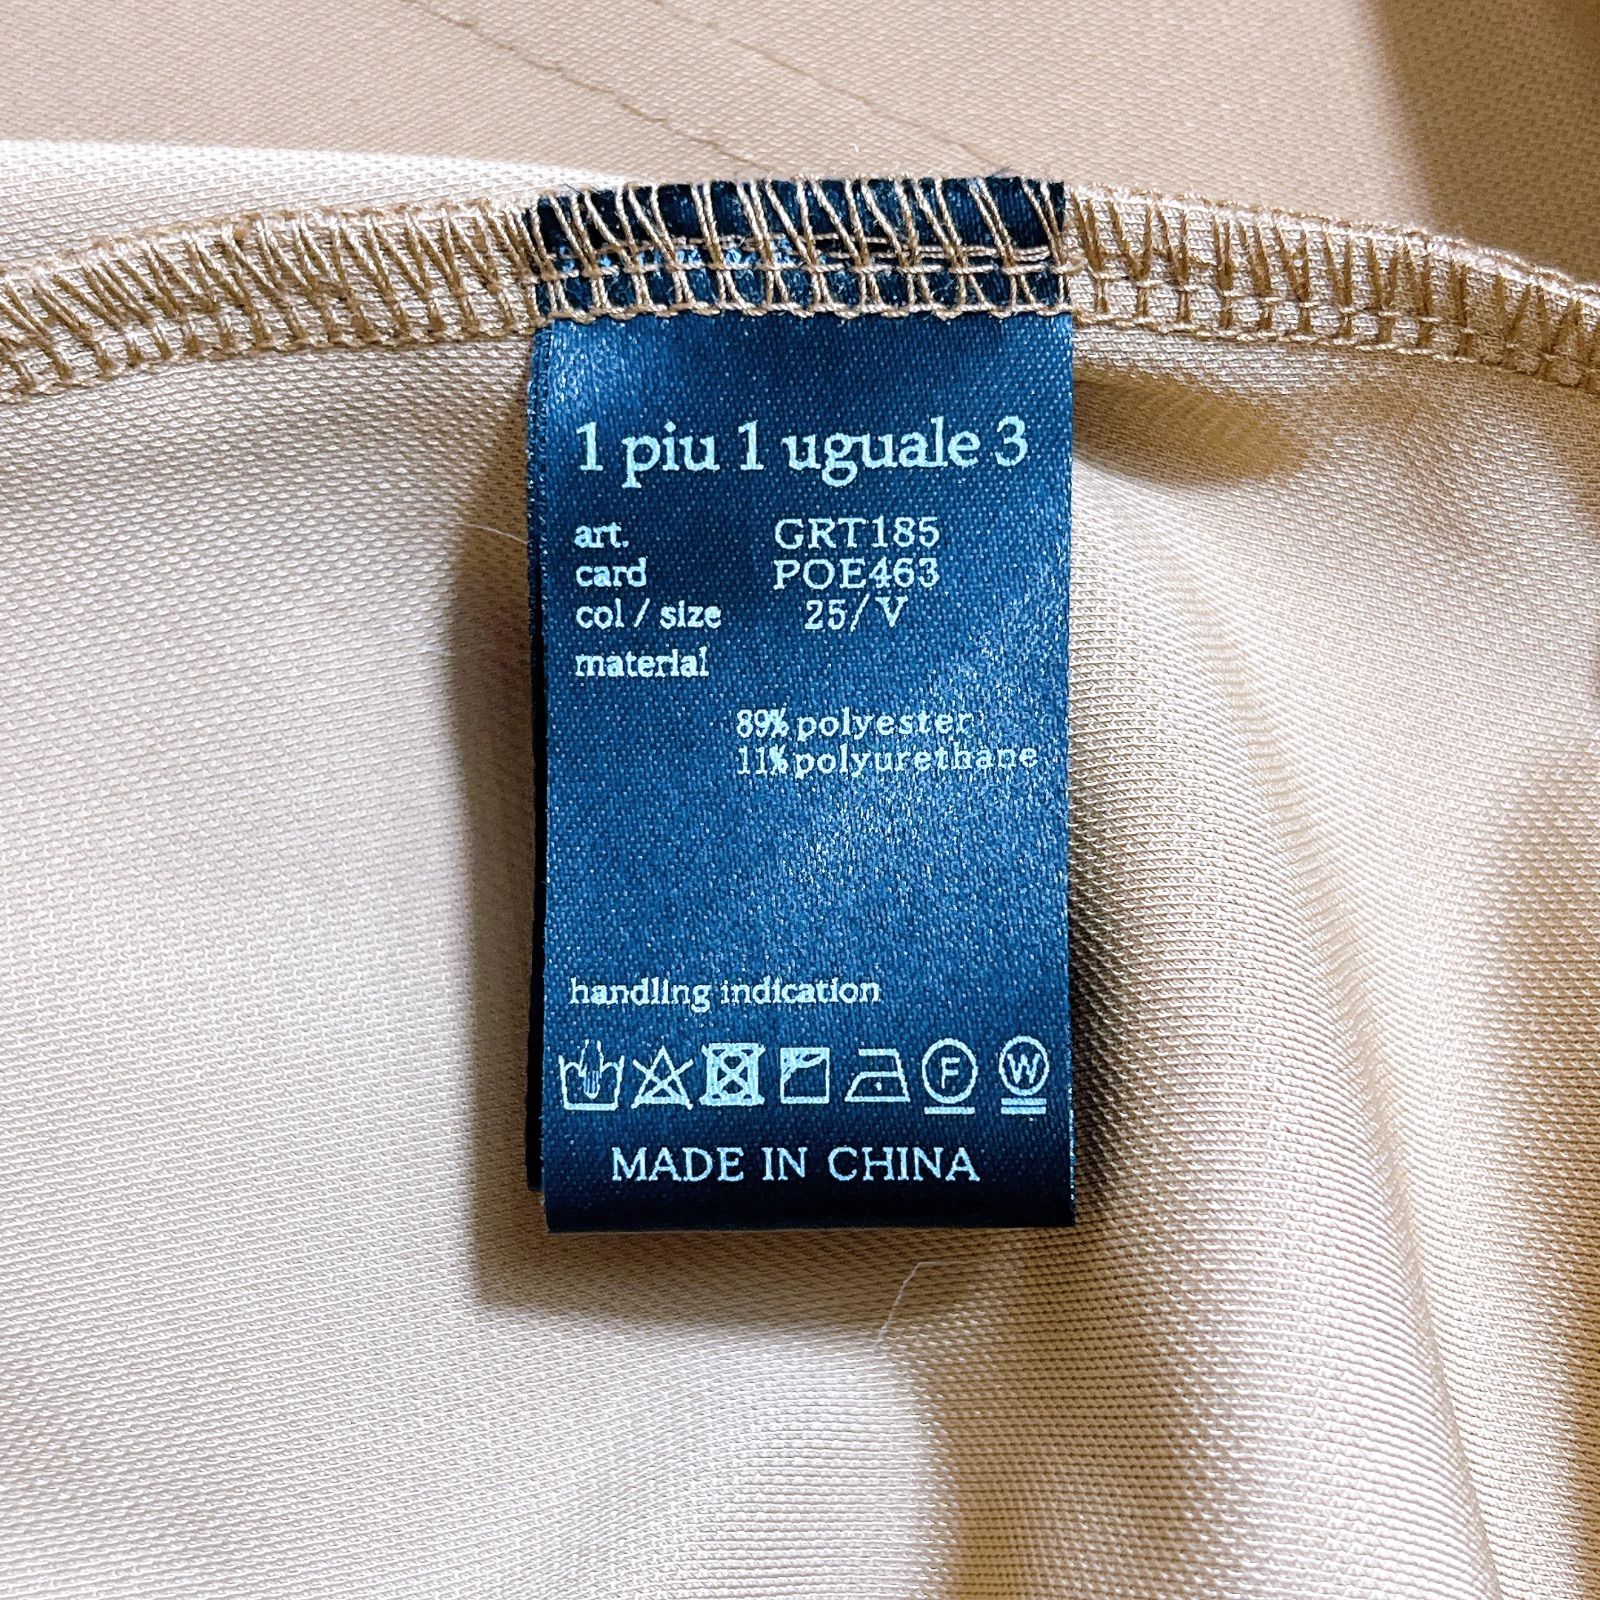 1 piu 1 uguale 3
art. GRT185
card POE463
col / size 25/V
material
89% polyester
11% polyurethane
handling indication
F W
MADE IN CHINA